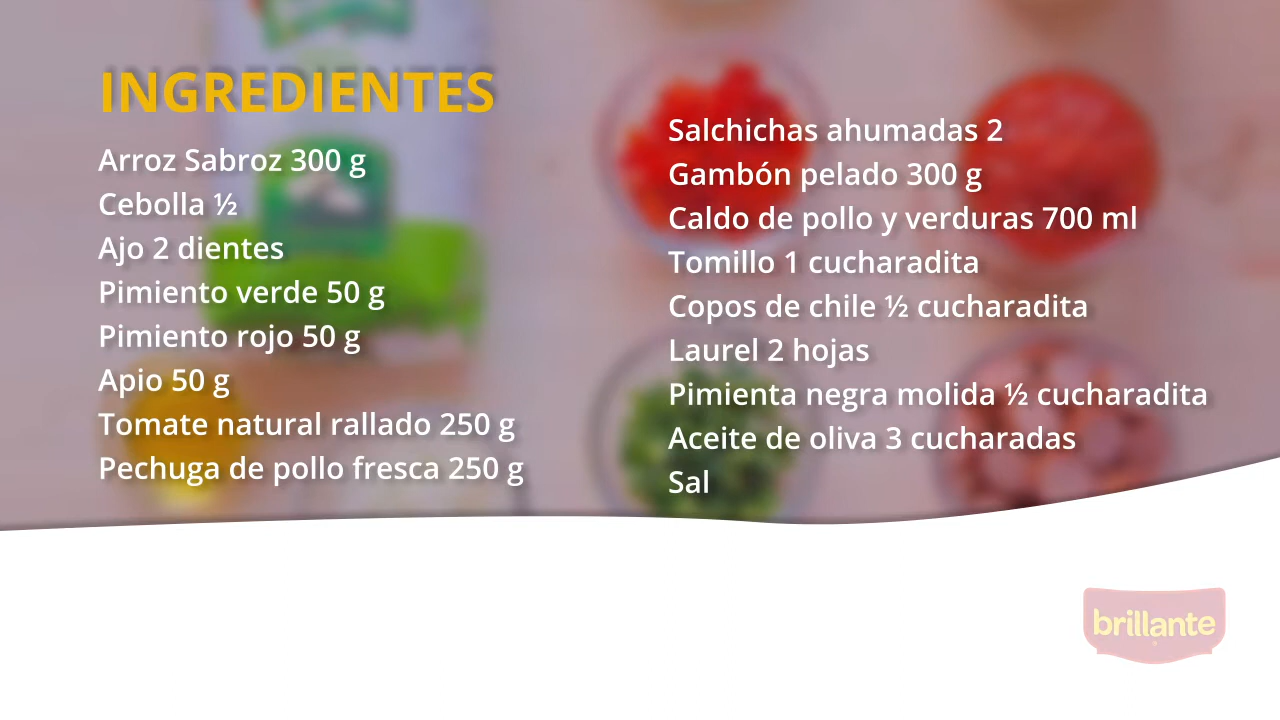 INGREDIENTES
Arroz Sabroz 300 g
Cebolla ½
Ajo 2 dientes
Pimiento verde 50 g
Pimiento rojo 50 g
Apio 50 g
Tomate natural rallado 250 g
Pechuga de pollo fresca 250 g
Salchichas ahumadas 2
Gambón pelado 300 g
Caldo de pollo y verduras 700 ml
Tomillo 1 cucharadita
Copos de chile ½ cucharadita
Laurel 2 hojas
Pimienta negra molida ½ cucharadita
Aceite de oliva 3 cucharadas
Sal
brillante